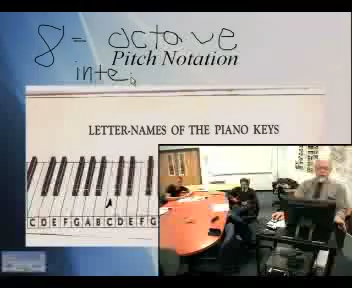 8 = octave
inte
Pitch Notation
LETTER-NAMES OF THE PIANO KEYS
C D E F G A B C D E F G
A